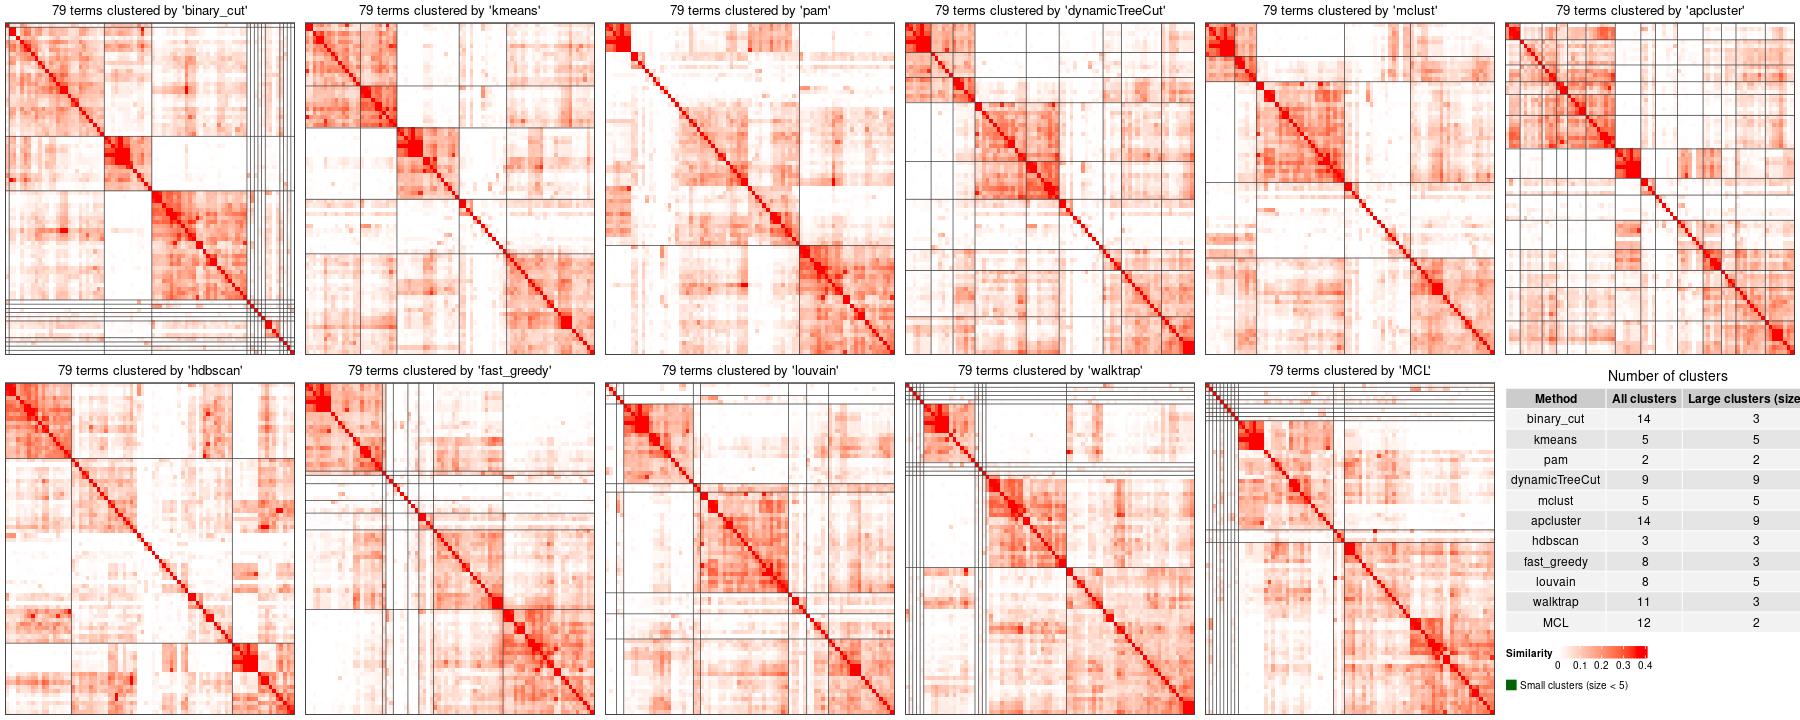 79 terms clustered by 'binary_cut'
79 terms clustered by 'kmeans'
79 terms clustered by 'pam'
79 terms clustered by 'dynamicTreeCut'
79 terms clustered by 'mclust'
79 terms clustered by 'apcluster'
79 terms clustered by 'hdbscan'
79 terms clustered by 'fast_greedy'
79 terms clustered by 'louvain'
79 terms clustered by 'walktrap'
79 terms clustered by 'MCL'
Number of clusters
Method All clusters Large clusters (size
binary_cut 14 3
kmeans 5 5
pam 2 2
dynamicTreeCut 9 9
mclust 5 5
apcluster 14 9
hdbscan 3 3
fast_greedy 8 3
louvain 8 5
walktrap 11 3
MCL 12 2
Similarity
0 0.1 0.2 0.3 0.4
Small clusters (size < 5)